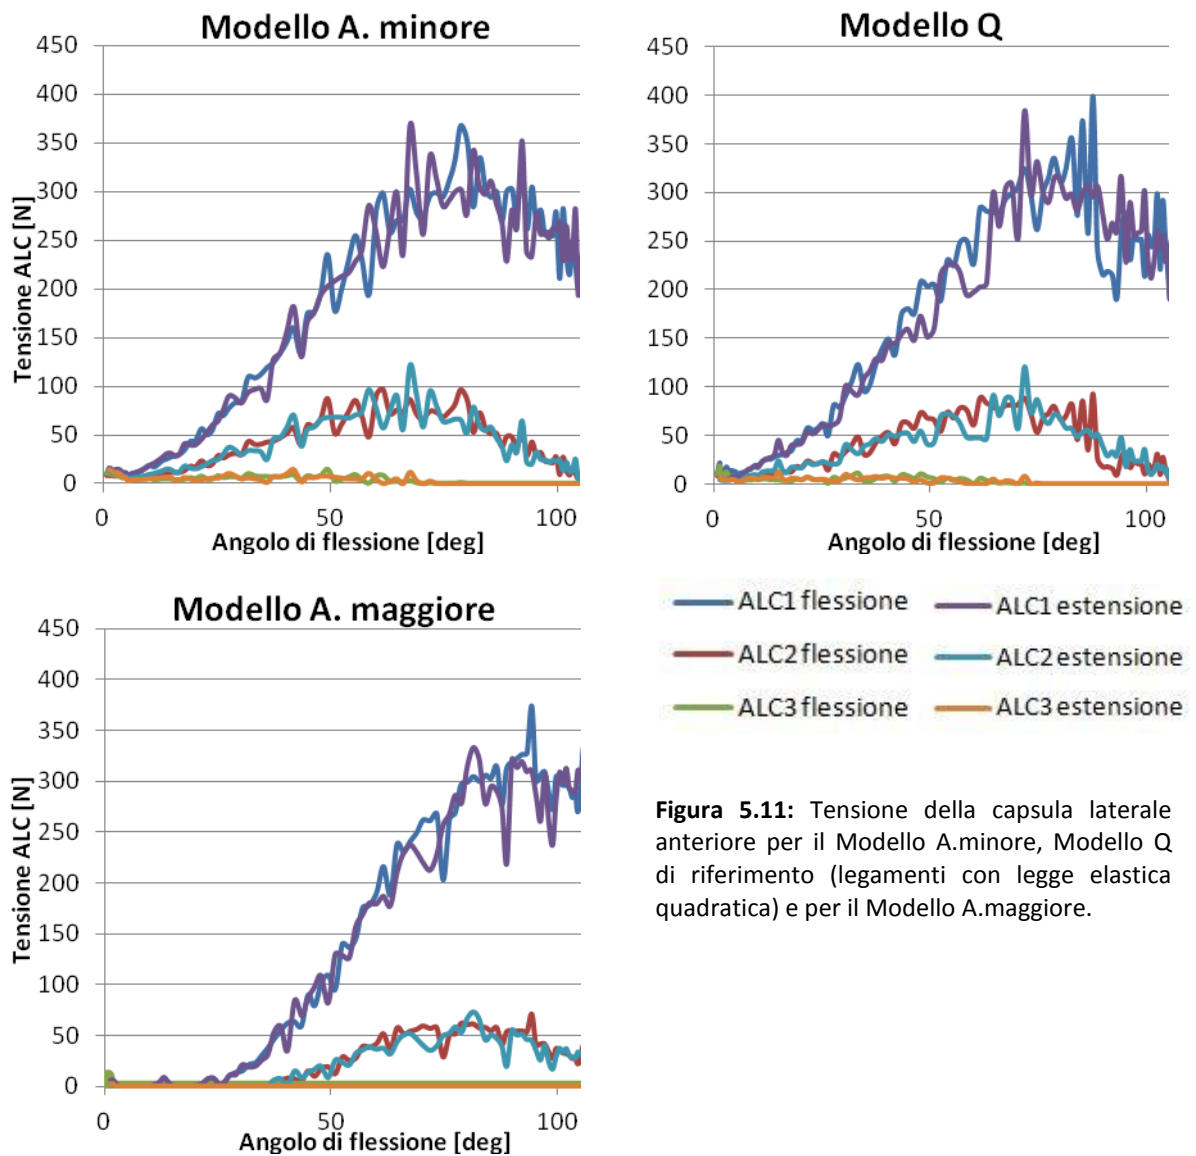 Modello A. minore
450
400
350
300
250
200
150
100
50
0
Tensione ALC [N]
0
50
100
Angolo di flessione [deg]
Modello Q
450
400
350
300
250
200
150
100
50
0
0
50
100
Angolo di flessione [deg]
Modello A. maggiore
450
400
350
300
250
200
150
100
50
0
Tensione ALC [N]
0
50
100
Angolo di flessione [deg]
ALC1 flessione
ALC1 estensione
ALC2 flessione
ALC2 estensione
ALC3 flessione
ALC3 estensione
Figura 5.11: Tensione della capsula laterale
anteriore per il Modello A.minore, Modello Q
di riferimento (legamenti con legge elastica
quadratica) e per il Modello A.maggiore.